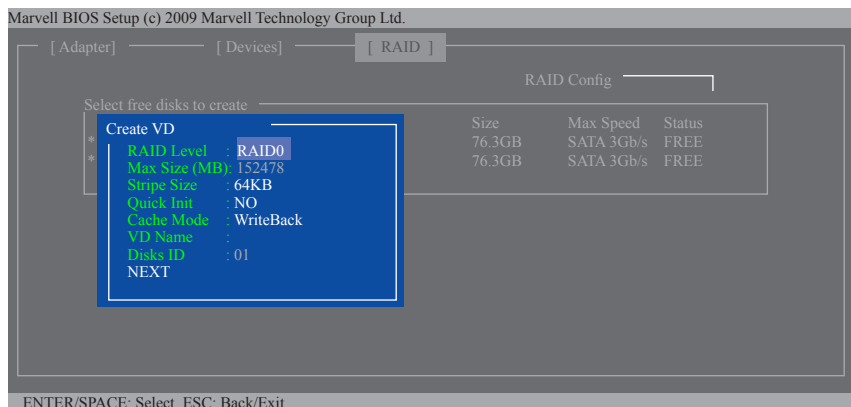 Marvell BIOS Setup (c) 2009 Marvell Technology Group Ltd.
[ Adapter] [ Devices] [ RAID ]
RAID Config
Select free disks to create
Size Max Speed Status
* 76.3GB SATA 3Gb/s FREE
* 76.3GB SATA 3Gb/s FREE
Create VD
RAID Level : RAID0
Max Size (MB): 152478
Stripe Size : 64KB
Quick Init : NO
Cache Mode : WriteBack
VD Name :
Disks ID : 01
NEXT
ENTER/SPACE: Select ESC: Back/Exit